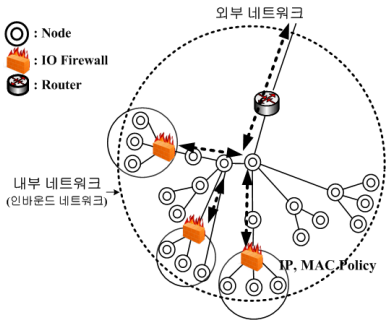 외부 네트워크
: Node
: IO Firewall
: Router
내부 네트워크
(인바운드 네트워크)
IP, MAC Policy